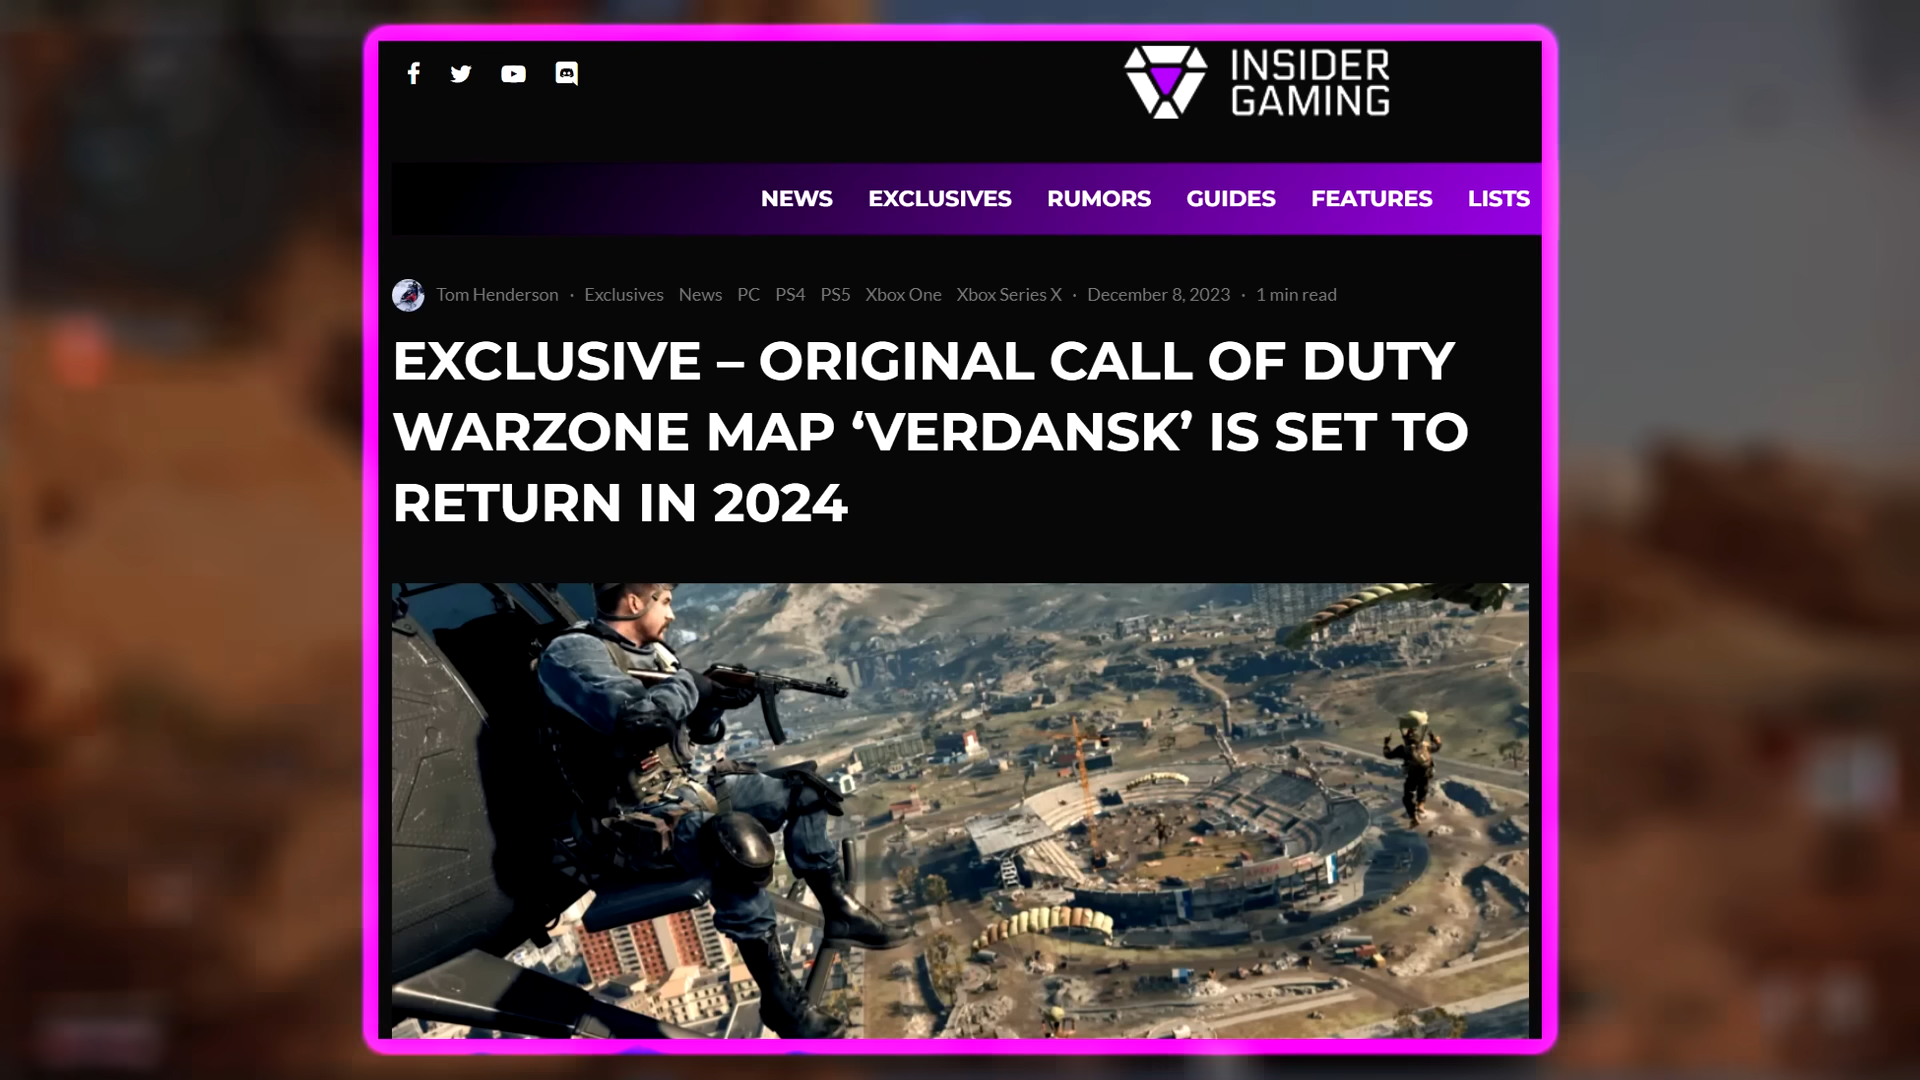 INSIDER
GAMING
NEWS EXCLUSIVES RUMORS GUIDES FEATURES LISTS
Tom Henderson · Exclusives News PC PS4 PS5 Xbox One Xbox Series X · December 8, 2023 · 1 min read
EXCLUSIVE – ORIGINAL CALL OF DUTY
WARZONE MAP ‘VERDANSK’ IS SET TO
RETURN IN 2024